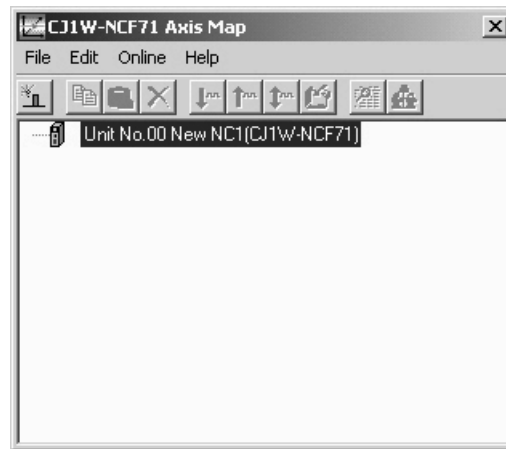 CJ1W-NCF71 Axis Map
File Edit Online Help
Unit No.00 New NC1(CJ1W-NCF71)